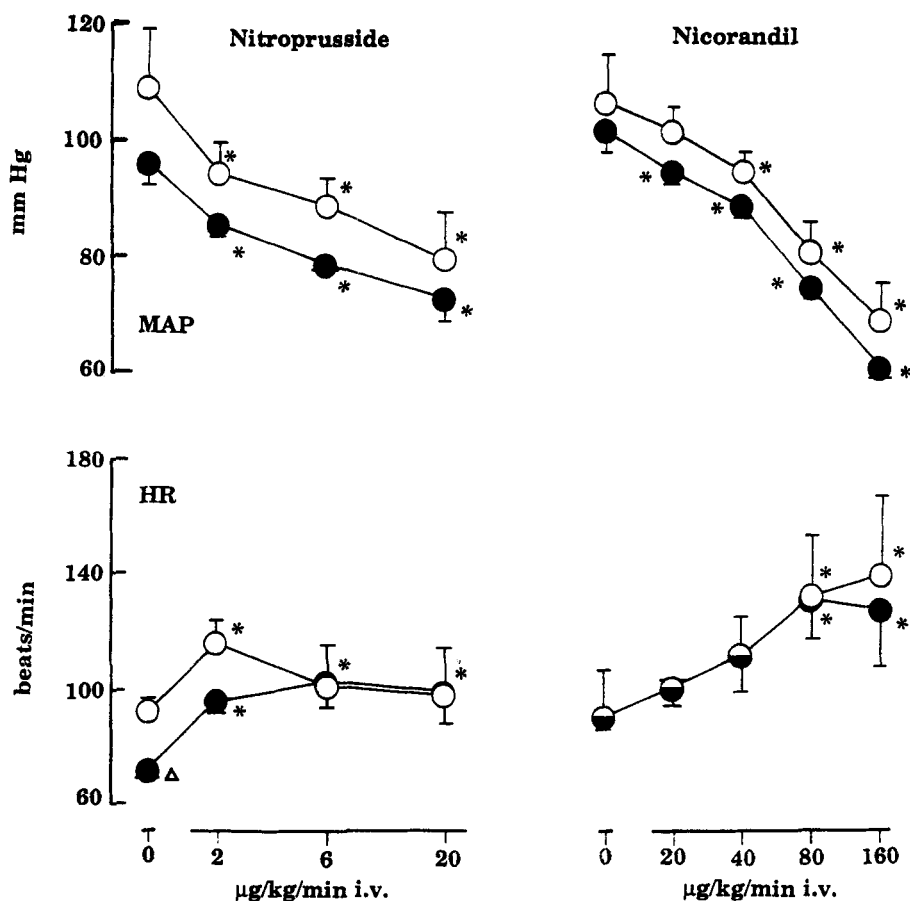 Nitroprusside
Nicorandil
120
100
80
60
mm Hg
MAP
* * *
* * *
* * *
* * * *
180
140
100
60
beats/min
HR
* * *
Δ *
* *
* *
0 2 6 20
µg/kg/min i.v.
0 20 40 80 160
µg/kg/min i.v.